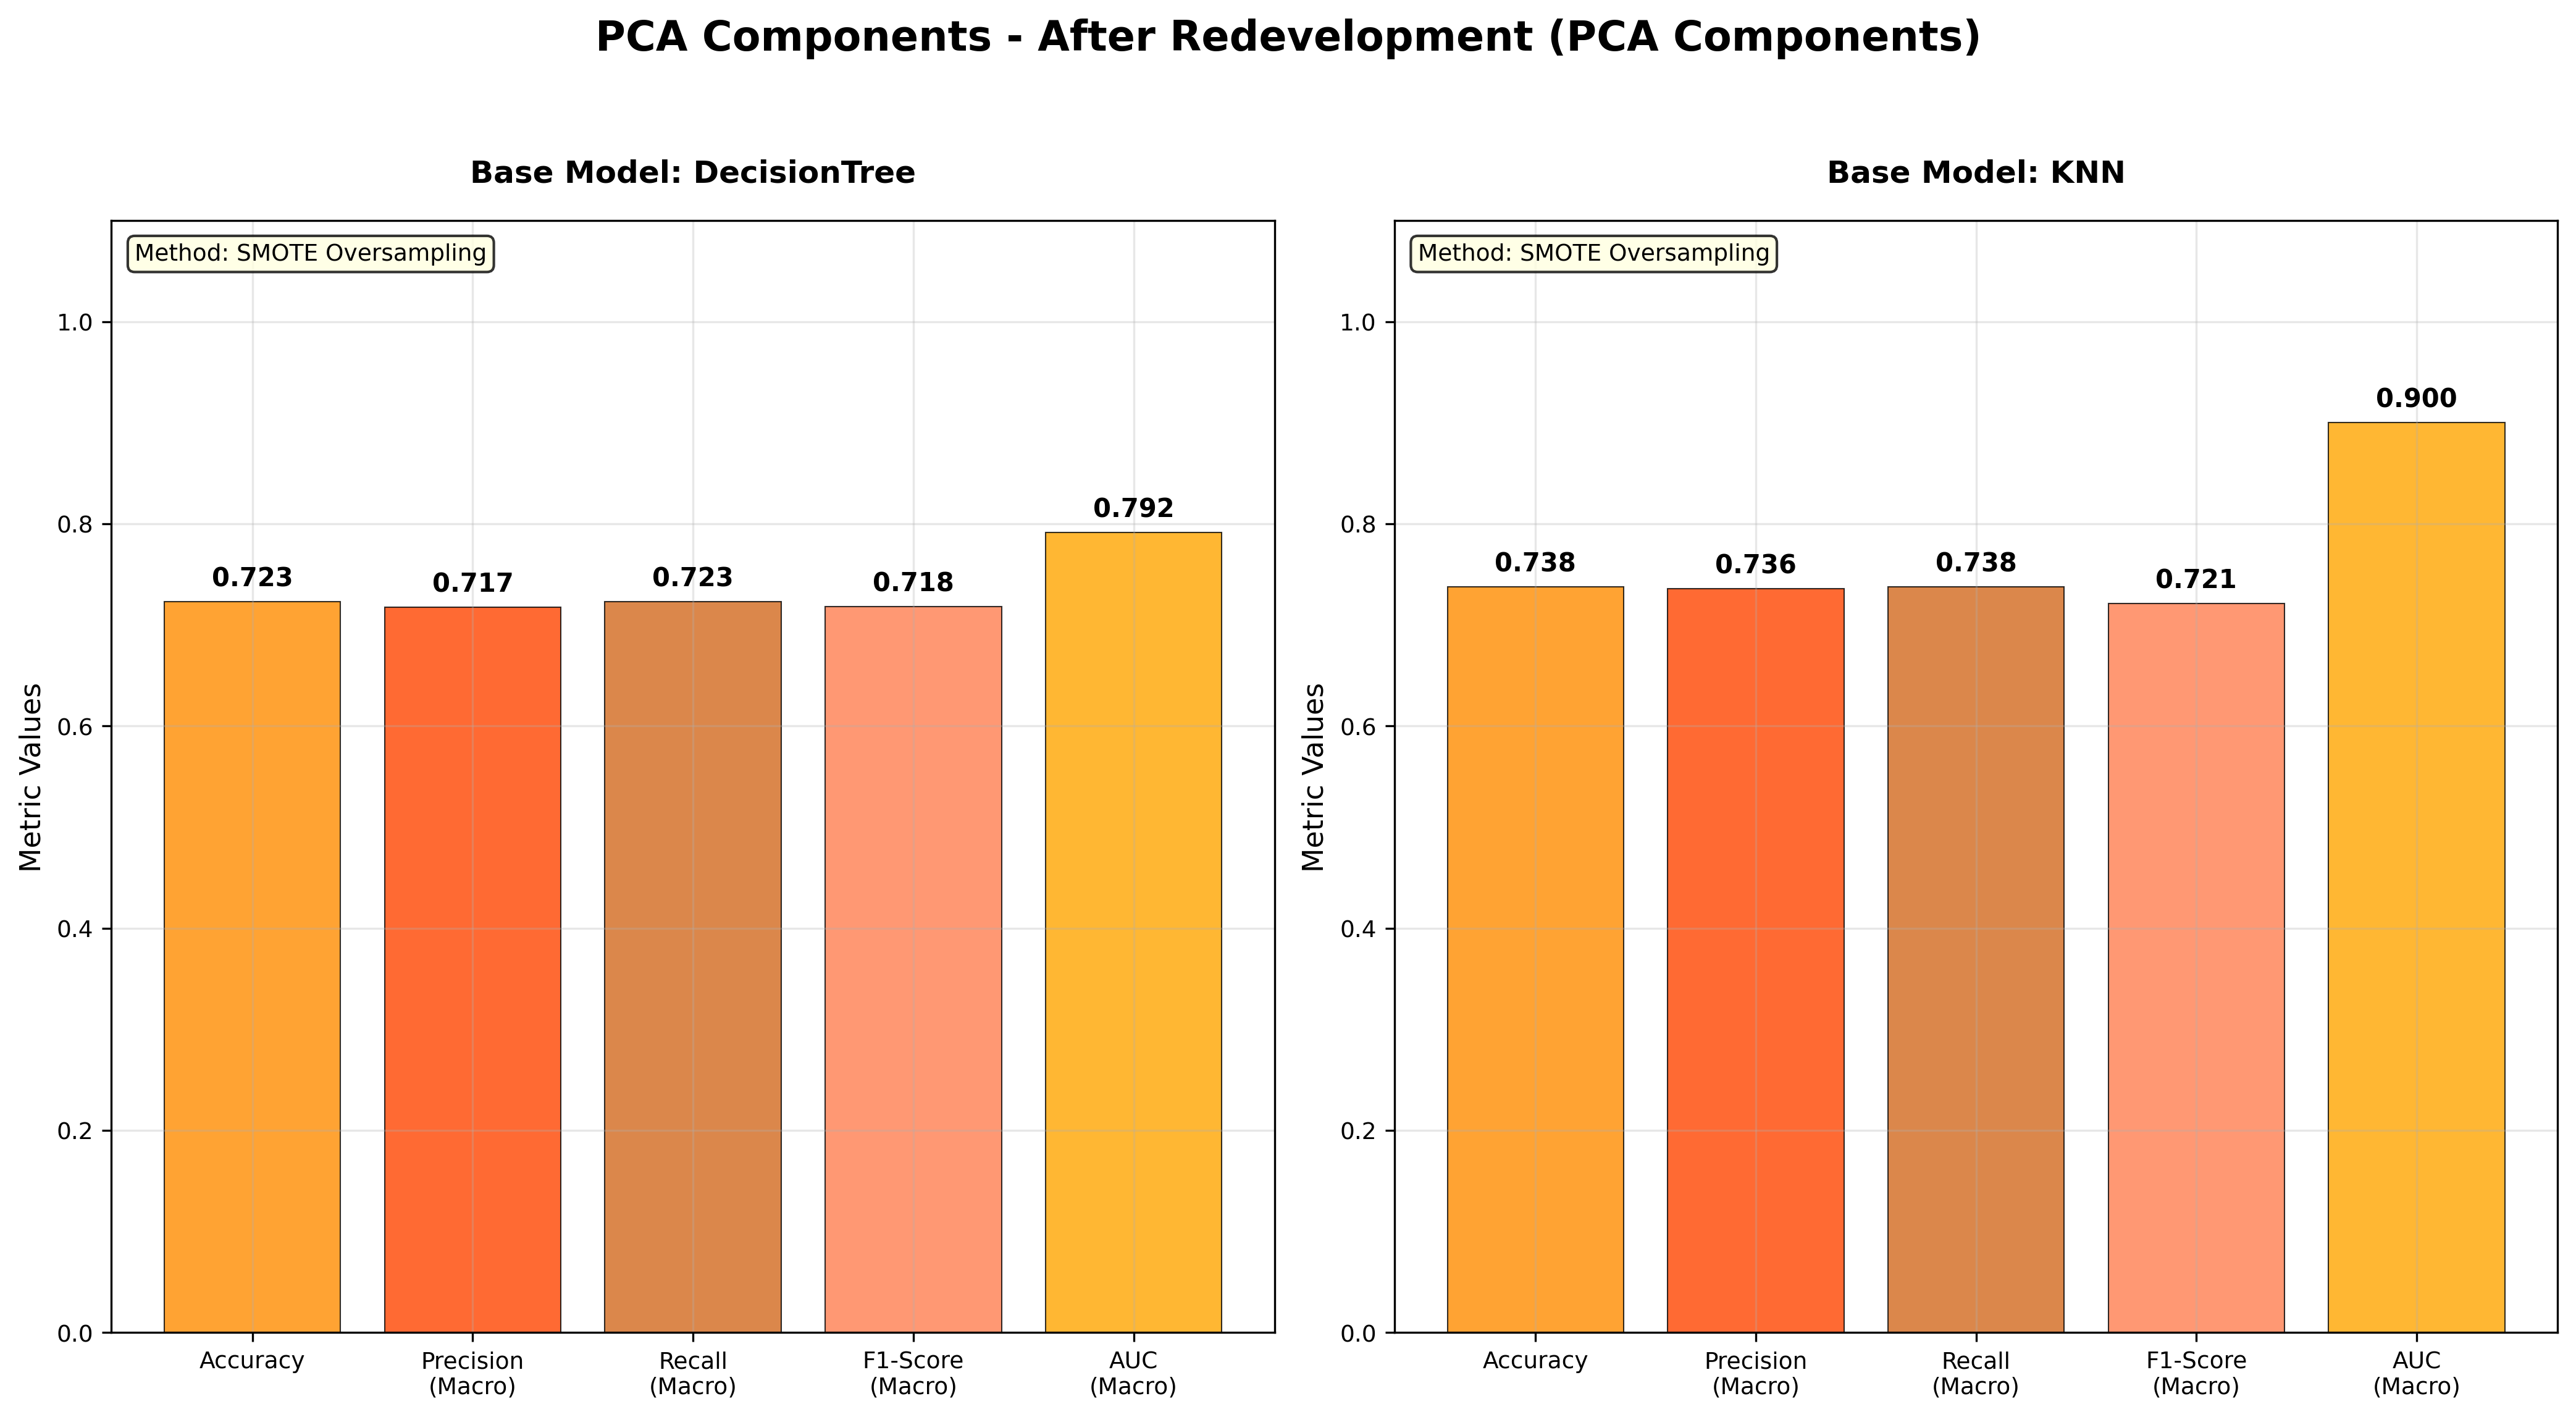 PCA Components - After Redevelopment (PCA Components)
Base Model: DecisionTree
Method: SMOTE Oversampling
Metric Values
1.0
0.8
0.6
0.4
0.2
0.0
0.723
0.717
0.723
0.718
0.792
Accuracy
Precision
(Macro)
Recall
(Macro)
F1-Score
(Macro)
AUC
(Macro)
Base Model: KNN
Method: SMOTE Oversampling
Metric Values
1.0
0.8
0.6
0.4
0.2
0.0
0.738
0.736
0.738
0.721
0.900
Accuracy
Precision
(Macro)
Recall
(Macro)
F1-Score
(Macro)
AUC
(Macro)